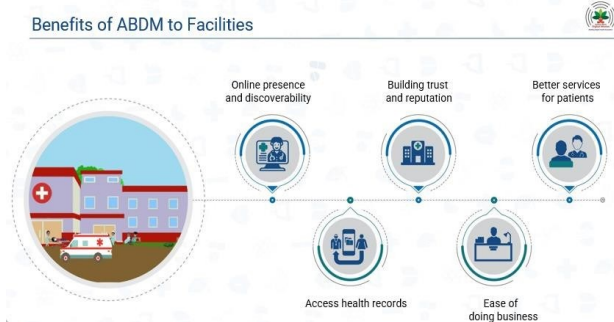 Benefits of ABDM to Facilities
Online presence
and discoverability
Building trust
and reputation
Better services
for patients
Access health records
Ease of
doing business